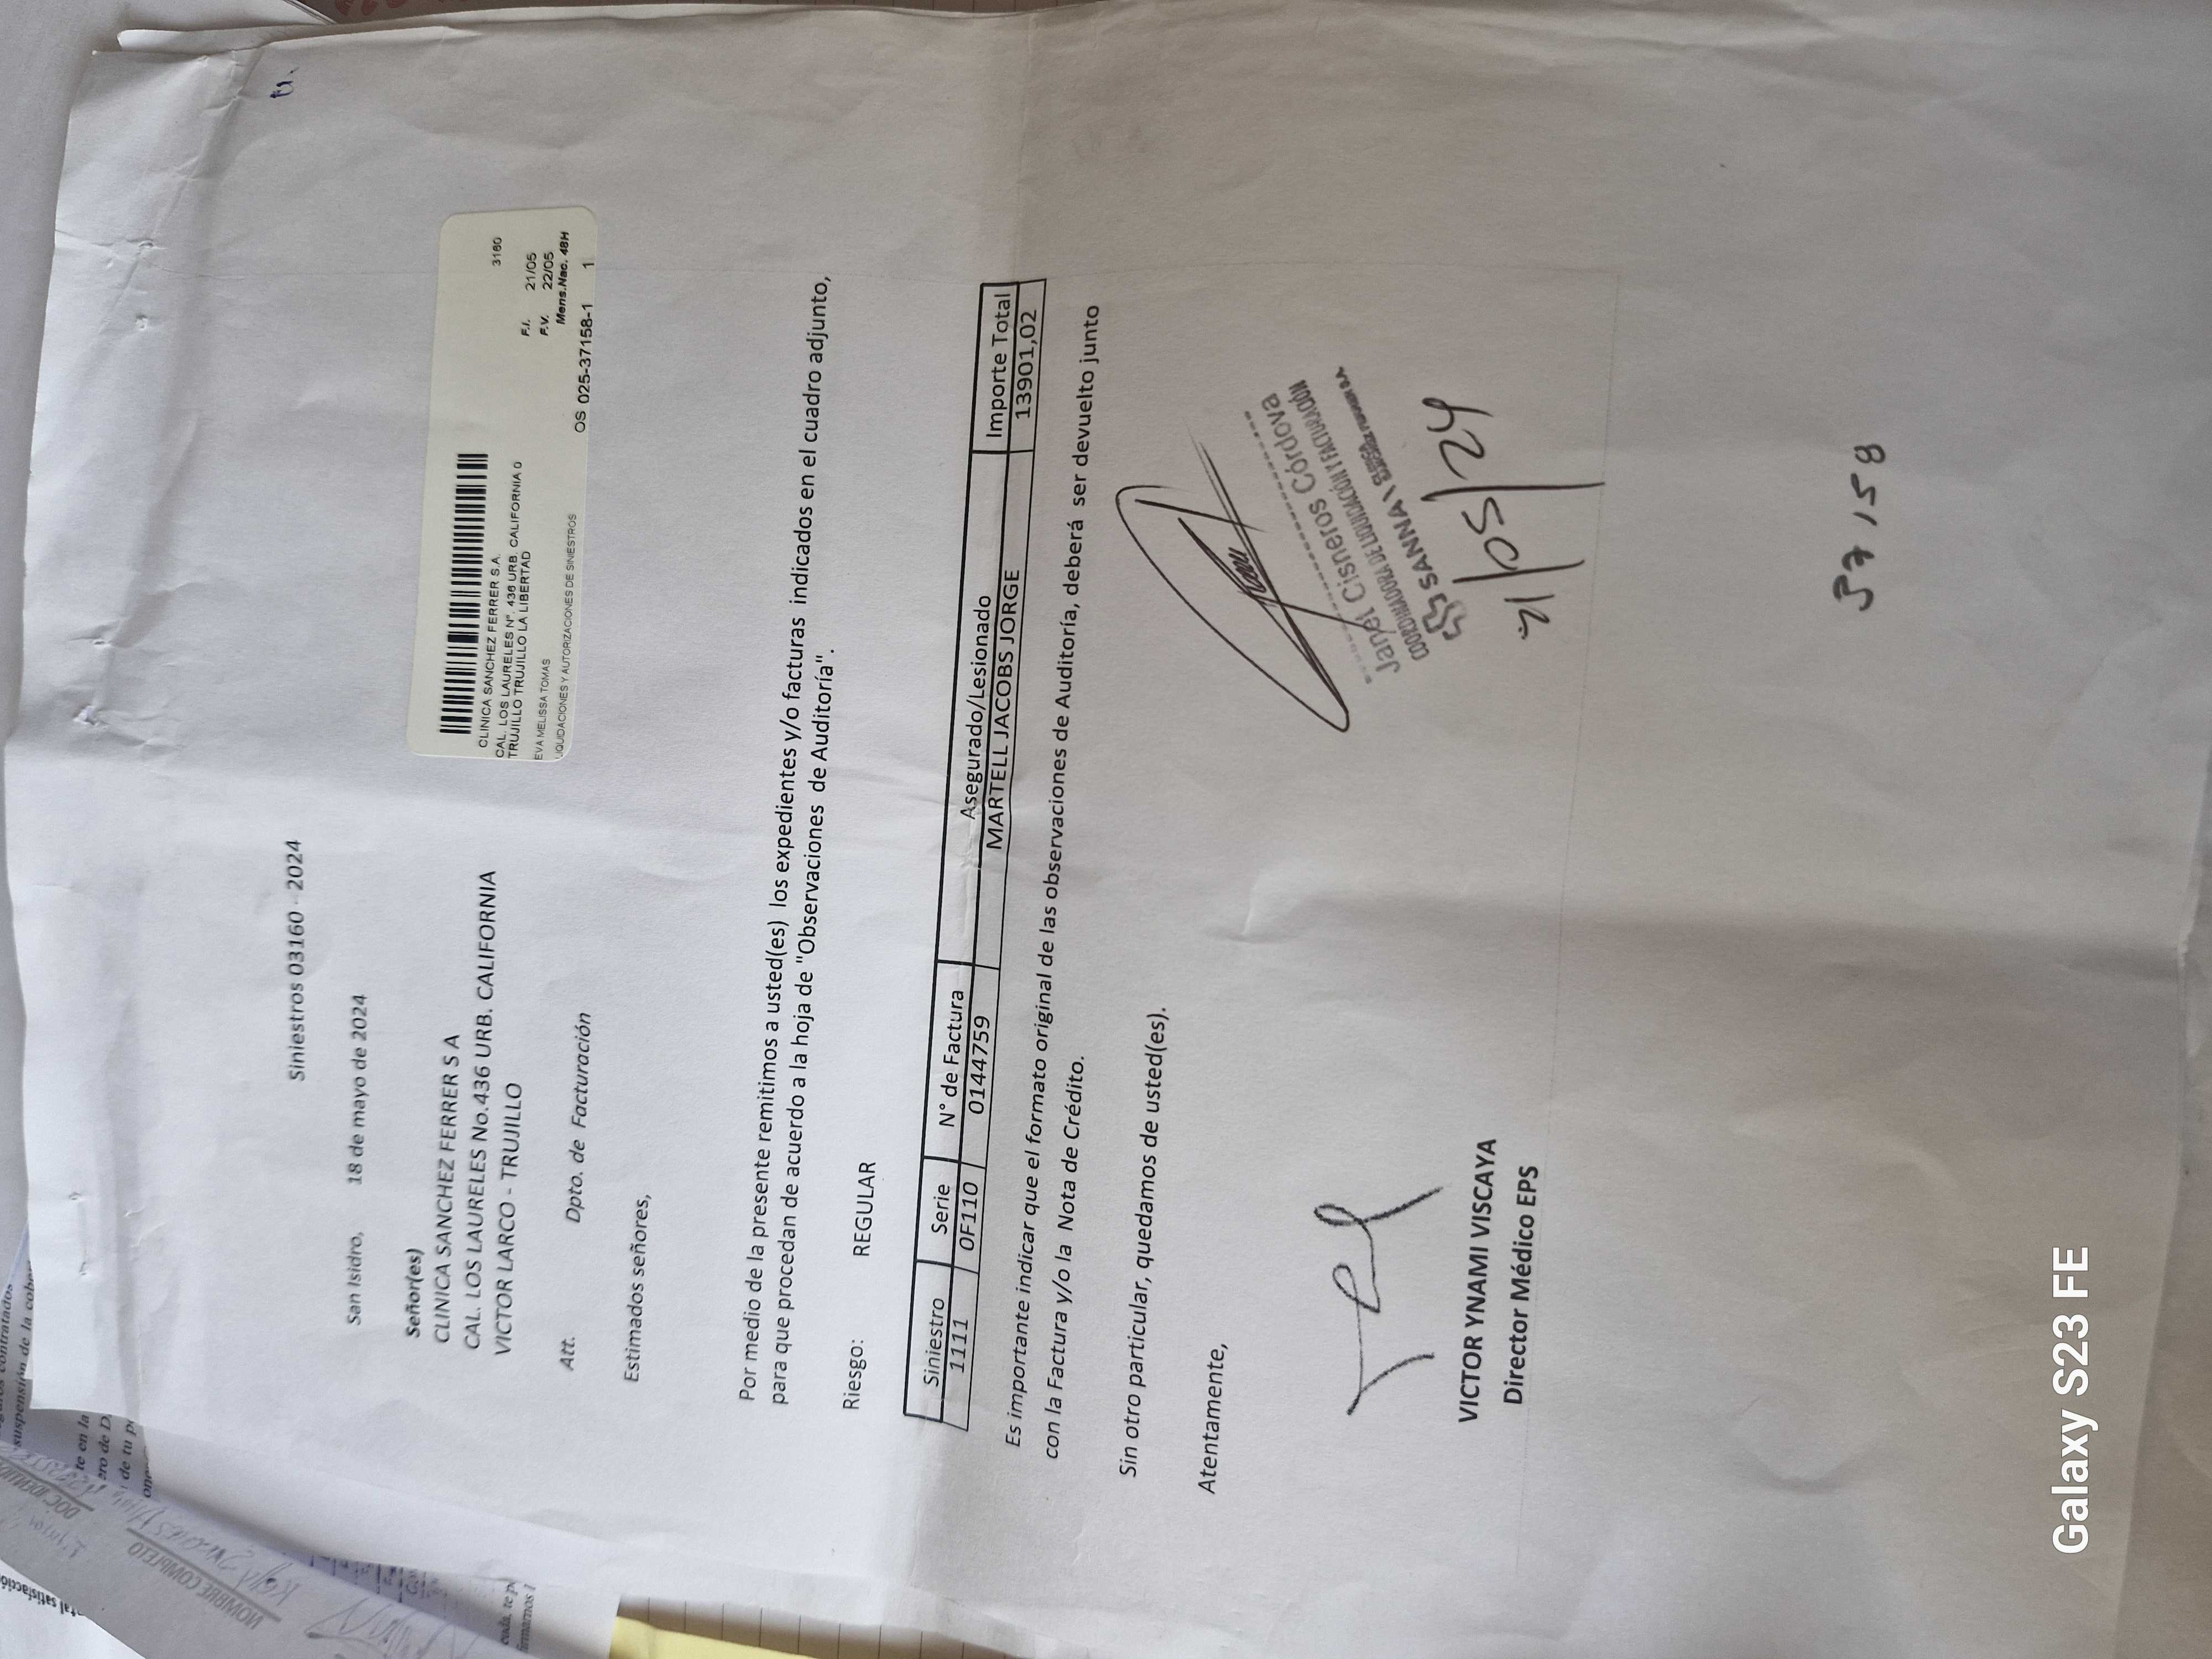 Siniestros 03160 - 2024
San Isidro, 18 de mayo de 2024
Señor(es)
CLINICA SANCHEZ FERRER S A
CAL. LOS LAURELES No.436 URB. CALIFORNIA
VICTOR LARCO - TRUJILLO
Att. Dpto. de Facturación
Estimados señores,
CLINICA SANCHEZ FERRER S.A.
CAL. LOS LAURELES N°. 436 URB. CALIFORNIA 0
TRUJILLO TRUJILLO LA LIBERTAD
EVA MELISSA TOMAS
LIQUIDACIONES Y AUTORIZACIONES DE SINIESTROS
3160
F.I. 21/05
F.V. 22/05
Mens.Nac. 48H
OS 025-37158-1 1
Por medio de la presente remitimos a usted(es) los expedientes y/o facturas indicados en el cuadro adjunto,
para que procedan de acuerdo a la hoja de "Observaciones de Auditoría".
Riesgo: REGULAR
Siniestro Serie N° de Factura Asegurado/Lesionado Importe Total
1111 0F110 0144759 MARTELL JACOBS JORGE 13901,02
Es importante indicar que el formato original de las observaciones de Auditoría, deberá ser devuelto junto
con la Factura y/o la Nota de Crédito.
Sin otro particular, quedamos de usted(es).
Atentamente,
VICTOR YNAMI VISCAYA
Director Médico EPS
Janet Cisneros Córdova
COORDINADORA DE LIQUIDACIÓN Y FACTURACIÓN
SANNA
21/05/24
37158
Galaxy S23 FE